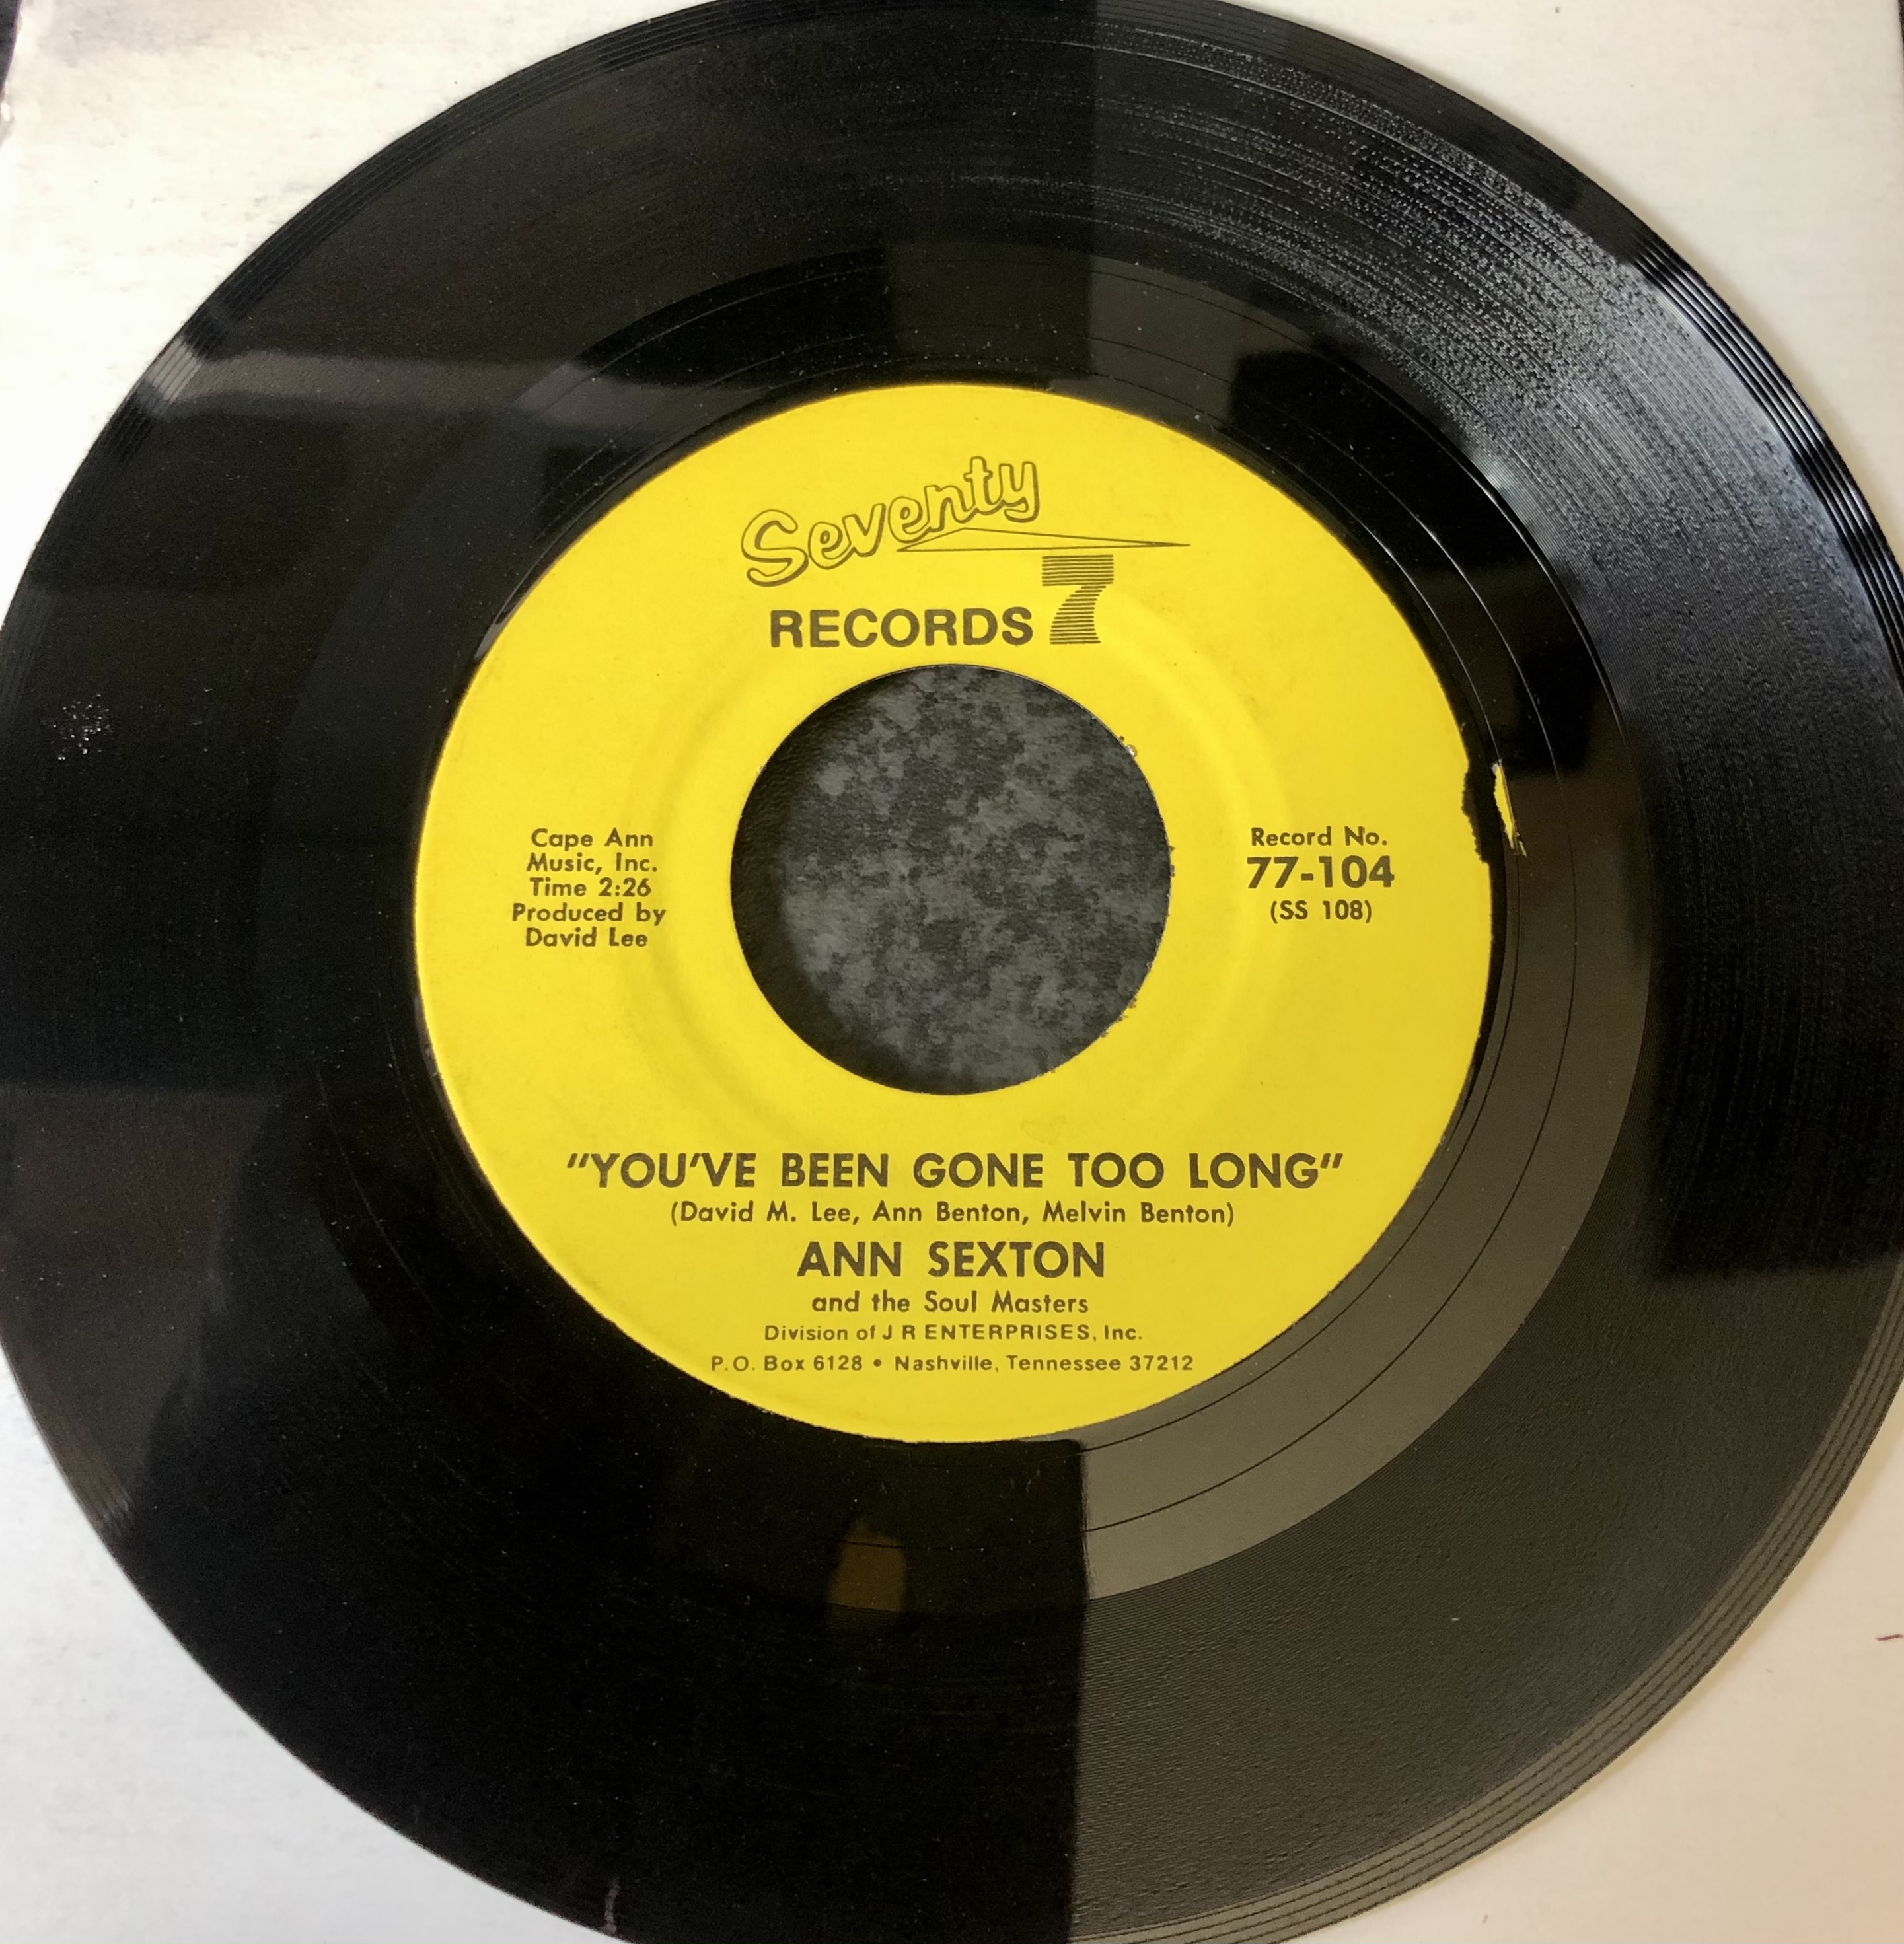 Seventy
RECORDS 7
Cape Ann
Music, Inc.
Time 2:26
Produced by
David Lee
Record No.
77-104
(SS 108)
"YOU'VE BEEN GONE TOO LONG"
(David M. Lee, Ann Benton, Melvin Benton)
ANN SEXTON
and the Soul Masters
Division of J R ENTERPRISES, Inc.
P.O. Box 6128 • Nashville, Tennessee 37212